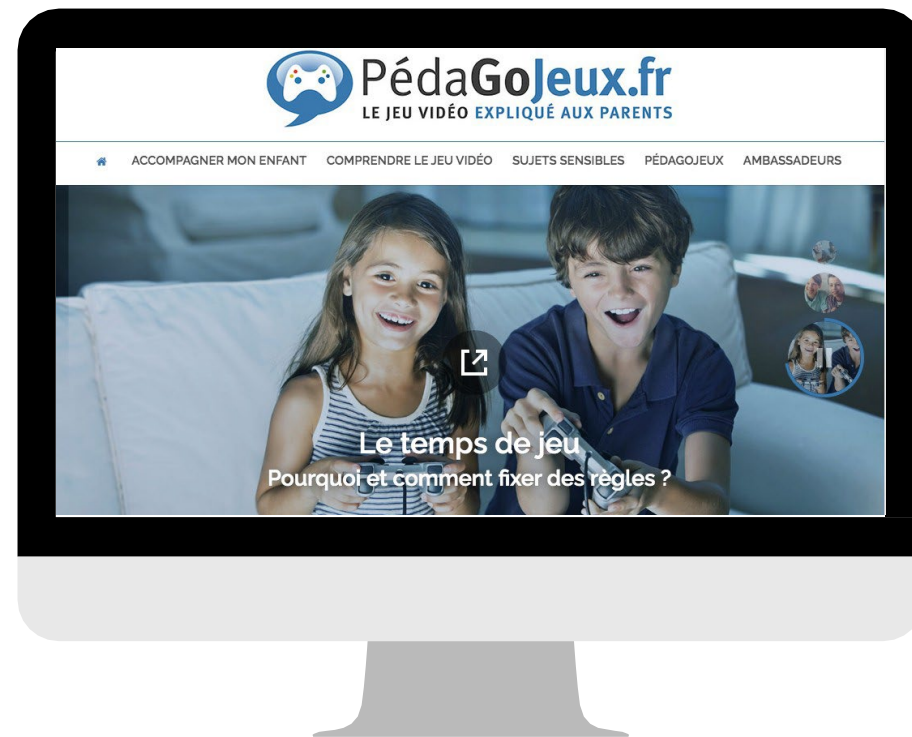 PédaGoJeux.fr
LE JEU VIDÉO EXPLIQUÉ AUX PARENTS
ACCOMPAGNER MON ENFANT COMPRENDRE LE JEU VIDÉO SUJETS SENSIBLES PÉDAGOJEUX AMBASSADEURS
Le temps de jeu
Pourquoi et comment fixer des règles ?